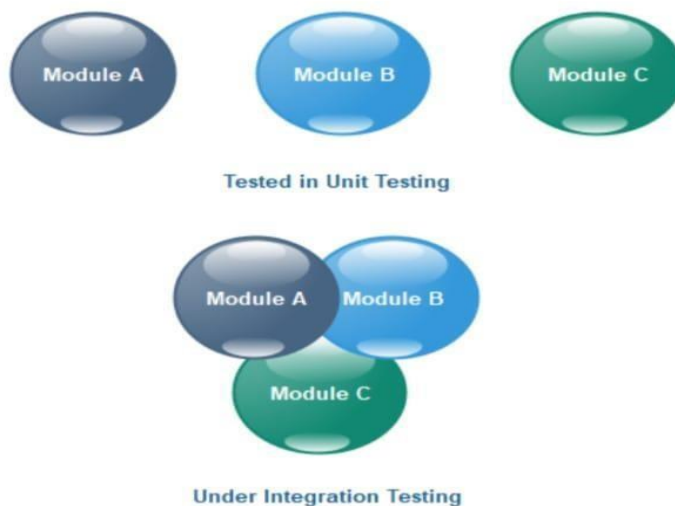 Module A
Module B
Module C
Tested in Unit Testing
Module A
Module B
Module C
Under Integration Testing